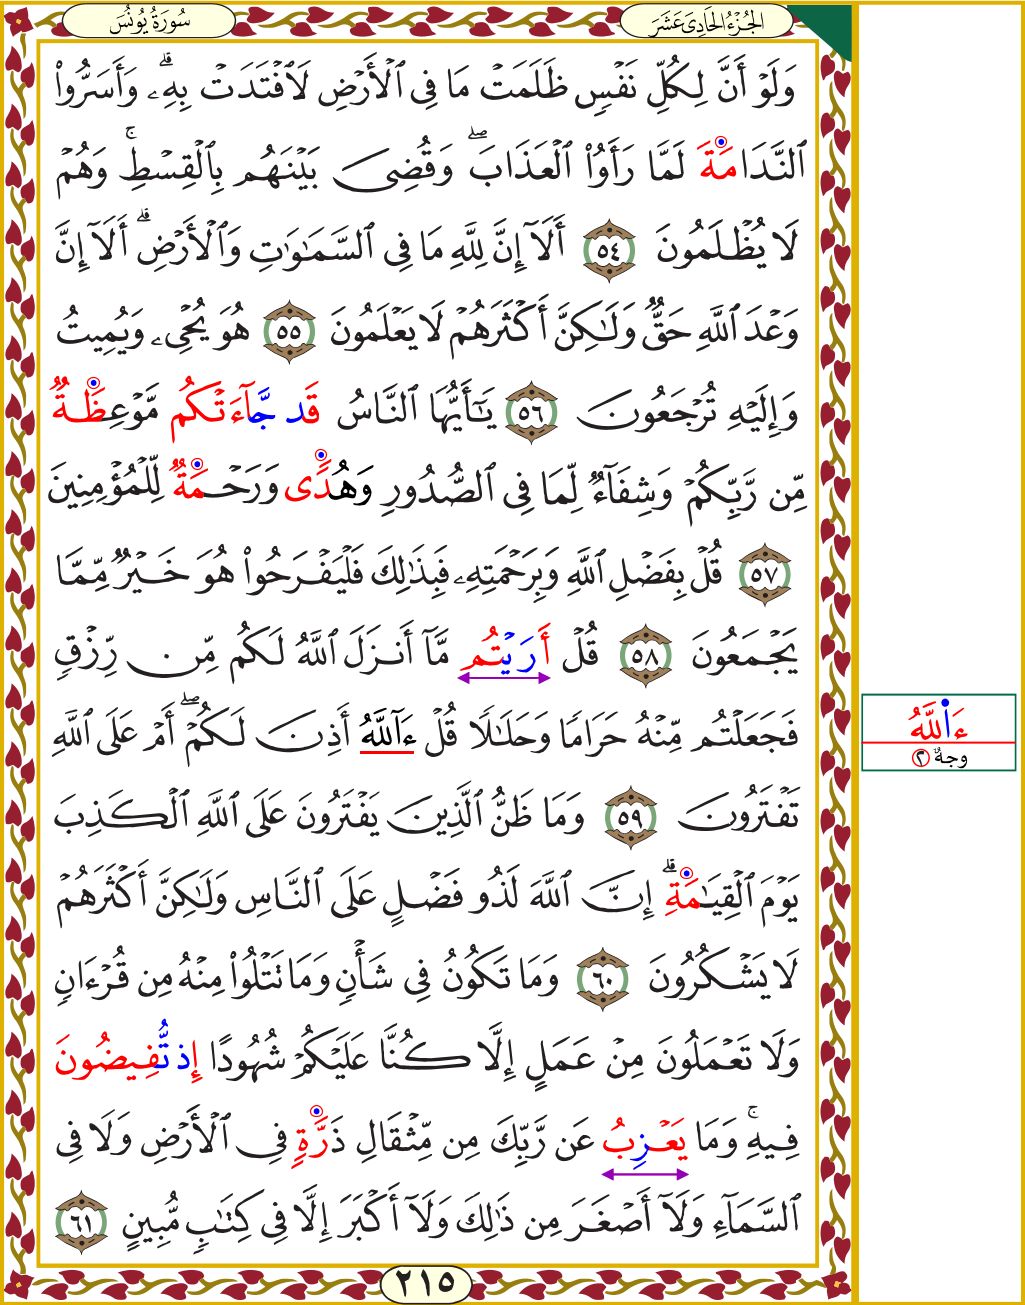 الجُزْءُ الحَادِىَ عَشَرَ
سُورَةُ يُونُسَ
وَلَوْ أَنَّ لِكُلِّ نَفْسٍ ظَلَمَتْ مَا فِى ٱلْأَرْضِ لَٱفْتَدَتْ بِهِۦۗ وَأَسَرُّوا۟
ٱلنَّدَامَةَ لَمَّا رَأَوُا۟ ٱلْعَذَابَۖ وَقُضِىَ بَيْنَهُم بِٱلْقِسْطِۚ وَهُمْ
لَا يُظْلَمُونَ ٥٤ أَلَآ إِنَّ لِلَّهِ مَا فِى ٱلسَّمَٰوَٰتِ وَٱلْأَرْضِۗ أَلَآ إِنَّ
وَعْدَ ٱللَّهِ حَقٌّ وَلَٰكِنَّ أَكْثَرَهُمْ لَا يَعْلَمُونَ ٥٥ هُوَ يُحْىِۦ وَيُمِيتُ
وَإِلَيْهِ تُرْجَعُونَ ٥٦ يَٰٓأَيُّهَا ٱلنَّاسُ قَد جَّآءَتْكُم مَّوْعِظَةٌ
مِّن رَّبِّكُمْ وَشِفَآءٌ لِّمَا فِى ٱلصُّدُورِ وَهُدًى وَرَحْمَةٌ لِّلْمُؤْمِنِينَ
٥٧ قُلْ بِفَضْلِ ٱللَّهِ وَبِرَحْمَتِهِۦ فَبِذَٰلِكَ فَلْيَفْرَحُوا۟ هُوَ خَيْرٌ مِّمَّا
يَجْمَعُونَ ٥٨ قُلْ أَرَيْتُم مَّآ أَنزَلَ ٱللَّهُ لَكُم مِّن رِّزْقٍ
فَجَعَلْتُم مِّنْهُ حَرَامًا وَحَلَٰلًا قُلْ ءَآللَّهُ أَذِنَ لَكُمْۖ أَمْ عَلَى ٱللَّهِ
ءَاْللَّهُ
وجهٌ ٢
تَفْتَرُونَ ٥٩ وَمَا ظَنُّ ٱلَّذِينَ يَفْتَرُونَ عَلَى ٱللَّهِ ٱلْكَذِبَ
يَوْمَ ٱلْقِيَٰمَةِۗ إِنَّ ٱللَّهَ لَذُو فَضْلٍ عَلَى ٱلنَّاسِ وَلَٰكِنَّ أَكْثَرَهُمْ
لَا يَشْكُرُونَ ٦٠ وَمَا تَكُونُ فِى شَأْنٍ وَمَا تَتْلُوا۟ مِنْهُ مِن قُرْءَانٍ
وَلَا تَعْمَلُونَ مِنْ عَمَلٍ إِلَّا كُنَّا عَلَيْكُمْ شُهُودًا إِذ تُّفِيضُونَ
فِيهِۚ وَمَا يَعْزِبُ عَن رَّبِّكَ مِن مِّثْقَالِ ذَرَّةٍ فِى ٱلْأَرْضِ وَلَا فِى
ٱلسَّمَآءِ وَلَآ أَصْغَرَ مِن ذَٰلِكَ وَلَآ أَكْبَرَ إِلَّا فِى كِتَٰبٍ مُّبِينٍ ٦١
٢١٥